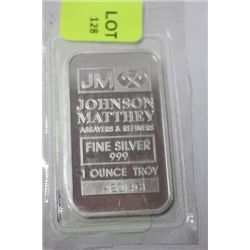 LOT
128
JM
JOHNSON
MATTHEY
ASSAYERS & REFINERS
FINE SILVER
999
1 OUNCE TROY